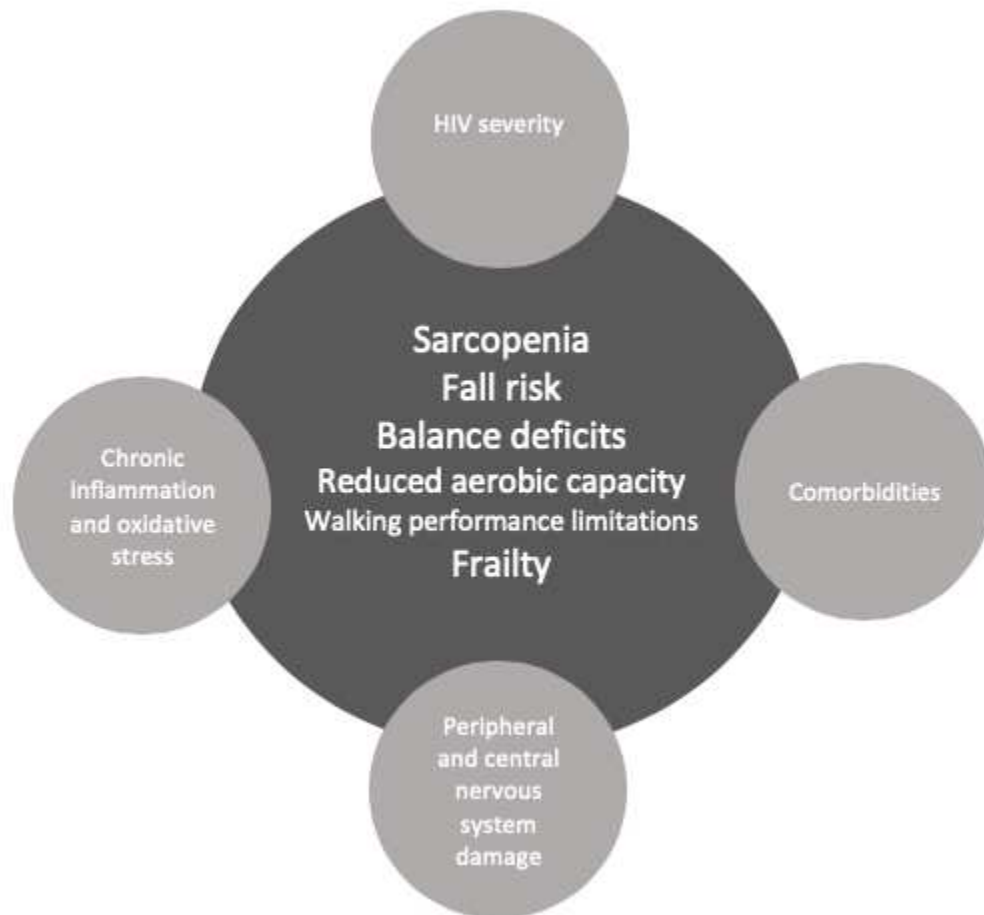 HIV severity
Sarcopenia
Fall risk
Balance deficits
Reduced aerobic capacity
Walking performance limitations
Frailty
Chronic
inflammation
and oxidative
stress
Comorbidities
Peripheral
and central
nervous
system
damage